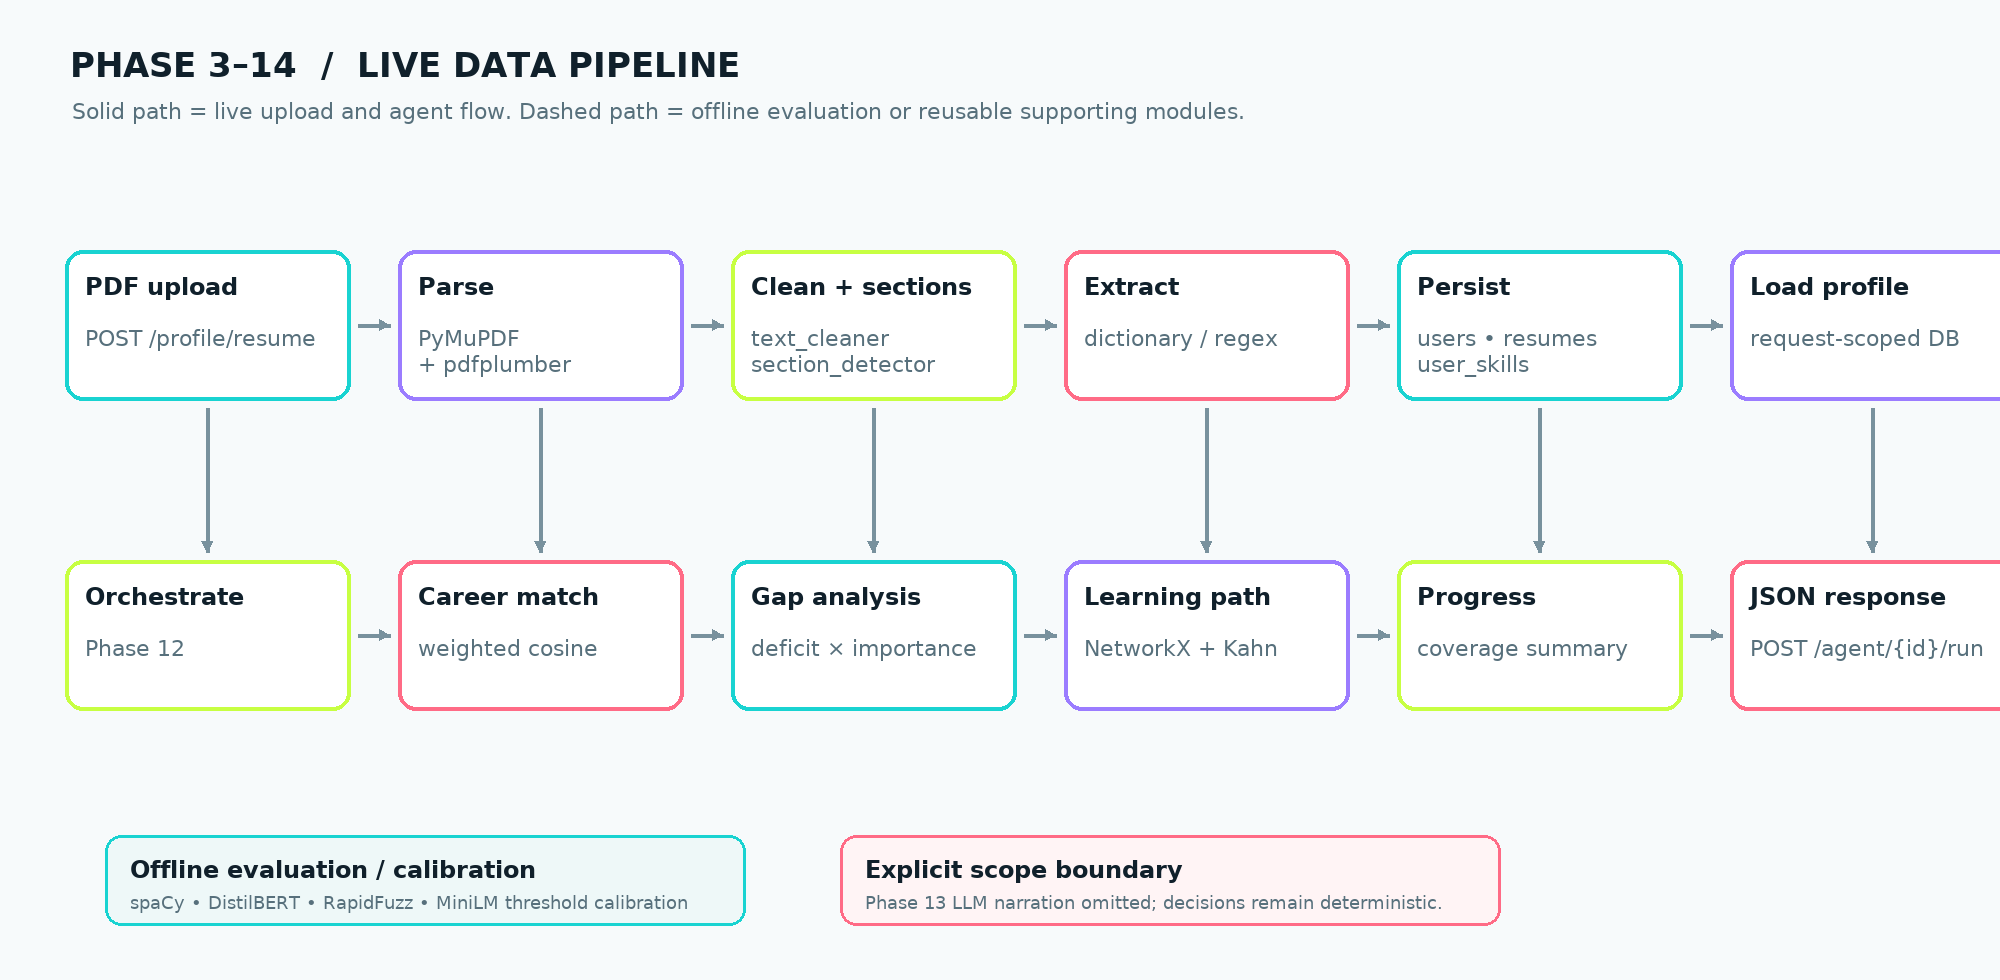 PHASE 3–14 / LIVE DATA PIPELINE
Solid path = live upload and agent flow. Dashed path = offline evaluation or reusable supporting modules.
PDF upload
POST /profile/resume
Parse
PyMuPDF
+ pdfplumber
Clean + sections
text_cleaner
section_detector
Extract
dictionary / regex
Persist
users • resumes
user_skills
Load profile
request-scoped DB
Orchestrate
Phase 12
Career match
weighted cosine
Gap analysis
deficit × importance
Learning path
NetworkX + Kahn
Progress
coverage summary
JSON response
POST /agent/{id}/run
Offline evaluation / calibration
spaCy • DistilBERT • RapidFuzz • MiniLM threshold calibration
Explicit scope boundary
Phase 13 LLM narration omitted; decisions remain deterministic.